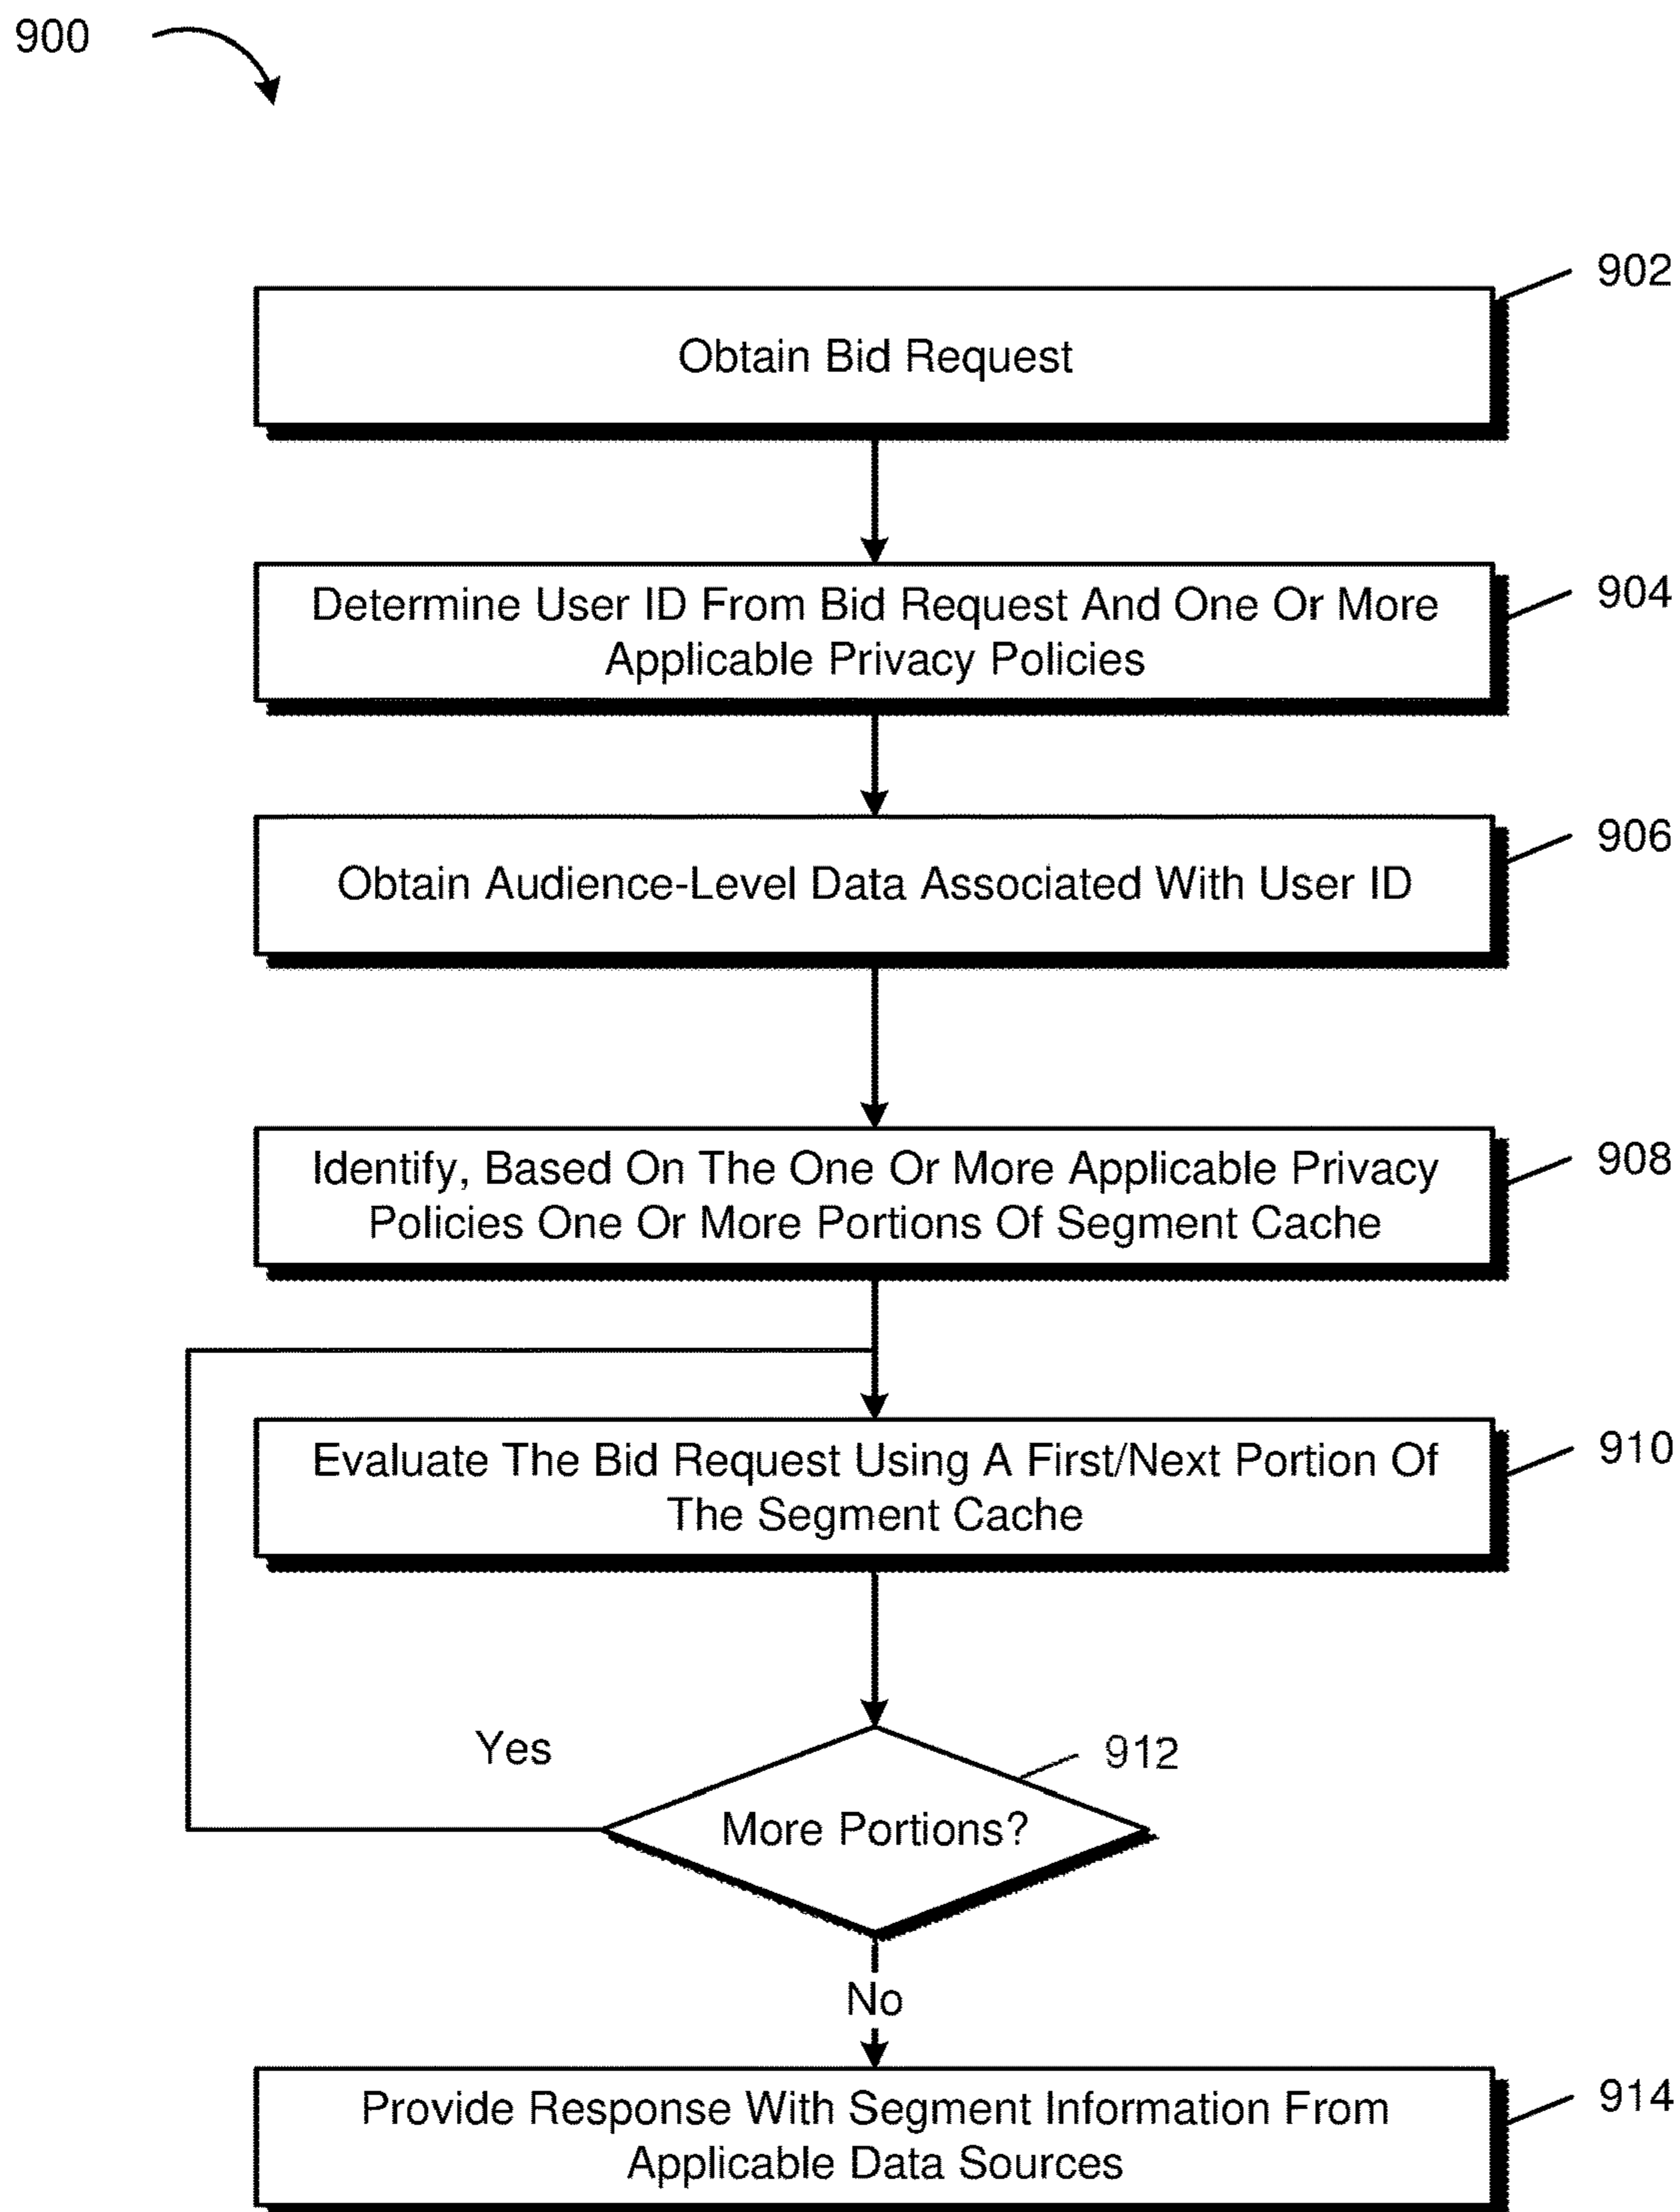 900
902
Obtain Bid Request
904
Determine User ID From Bid Request And One Or More
Applicable Privacy Policies
906
Obtain Audience-Level Data Associated With User ID
908
Identify, Based On The One Or More Applicable Privacy
Policies One Or More Portions Of Segment Cache
910
Evaluate The Bid Request Using A First/Next Portion Of
The Segment Cache
Yes
912
More Portions?
No
914
Provide Response With Segment Information From
Applicable Data Sources